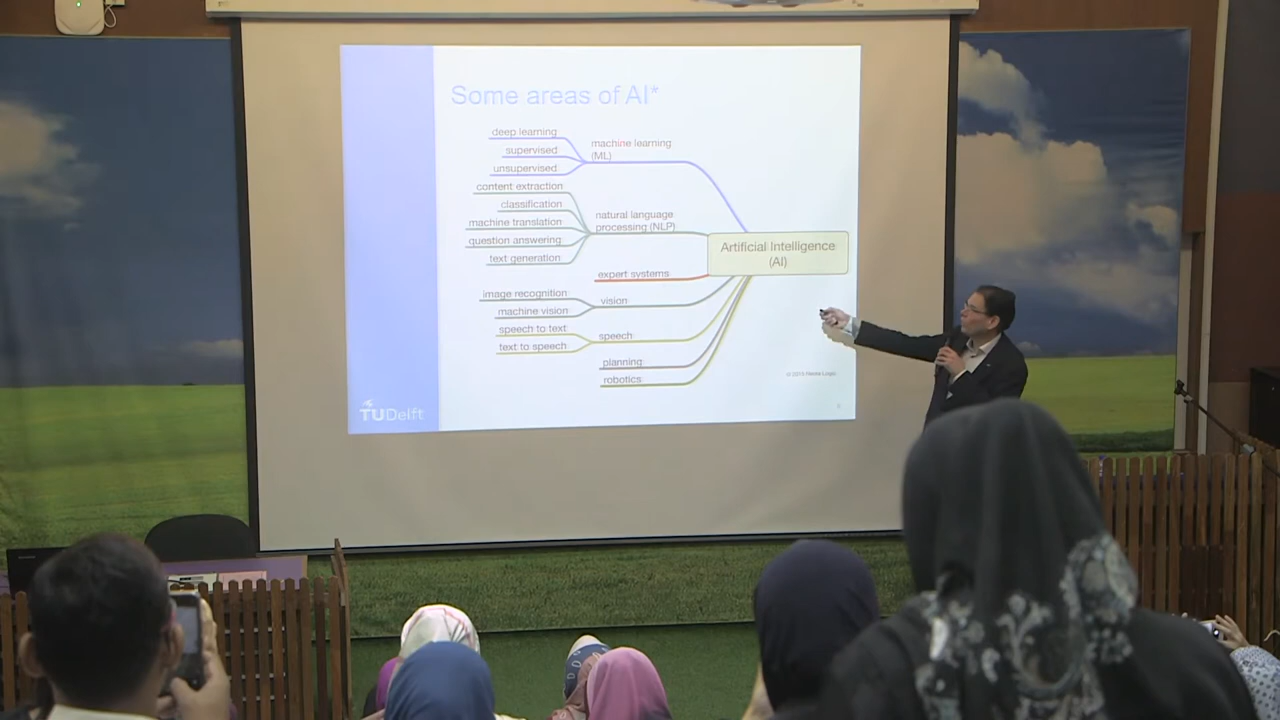 Some areas of AI*
deep learning
supervised
unsupervised
machine learning
(ML)
content extraction
classification
machine translation
question answering
text generation
natural language
processing (NLP)
Artificial Intelligence
(AI)
expert systems
image recognition
machine vision
vision
speech to text
text to speech
speech
planning
robotics
TUDelft